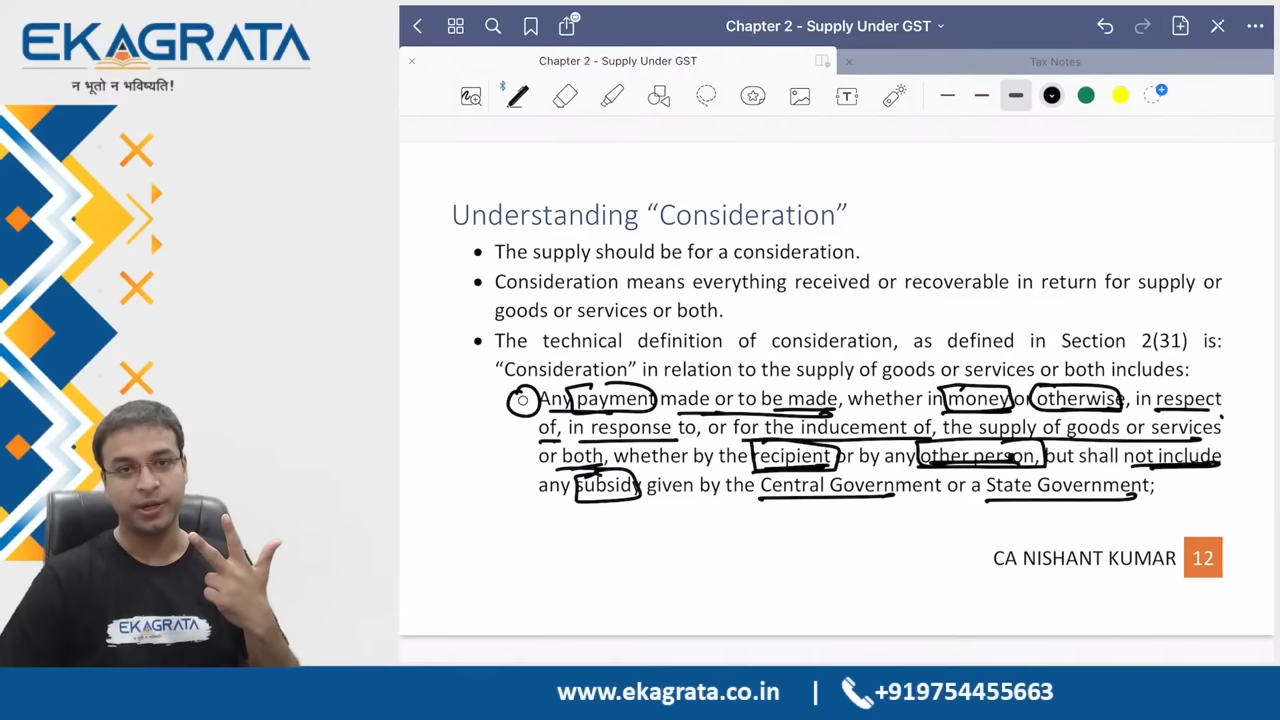 EKAGRATA
न भूतो न भविष्यति!
Chapter 2 - Supply Under GST
Chapter 2 - Supply Under GST
Tax Notes
Understanding “Consideration”
• The supply should be for a consideration.
• Consideration means everything received or recoverable in return for supply or
goods or services or both.
• The technical definition of consideration, as defined in Section 2(31) is:
“Consideration” in relation to the supply of goods or services or both includes:
Any payment made or to be made, whether in money or otherwise, in respect
of, in response to, or for the inducement of, the supply of goods or services
or both, whether by the recipient or by any other person, but shall not include
any subsidy given by the Central Government or a State Government;
CA NISHANT KUMAR 12
EKAGRATA
www.ekagrata.co.in | +919754455663